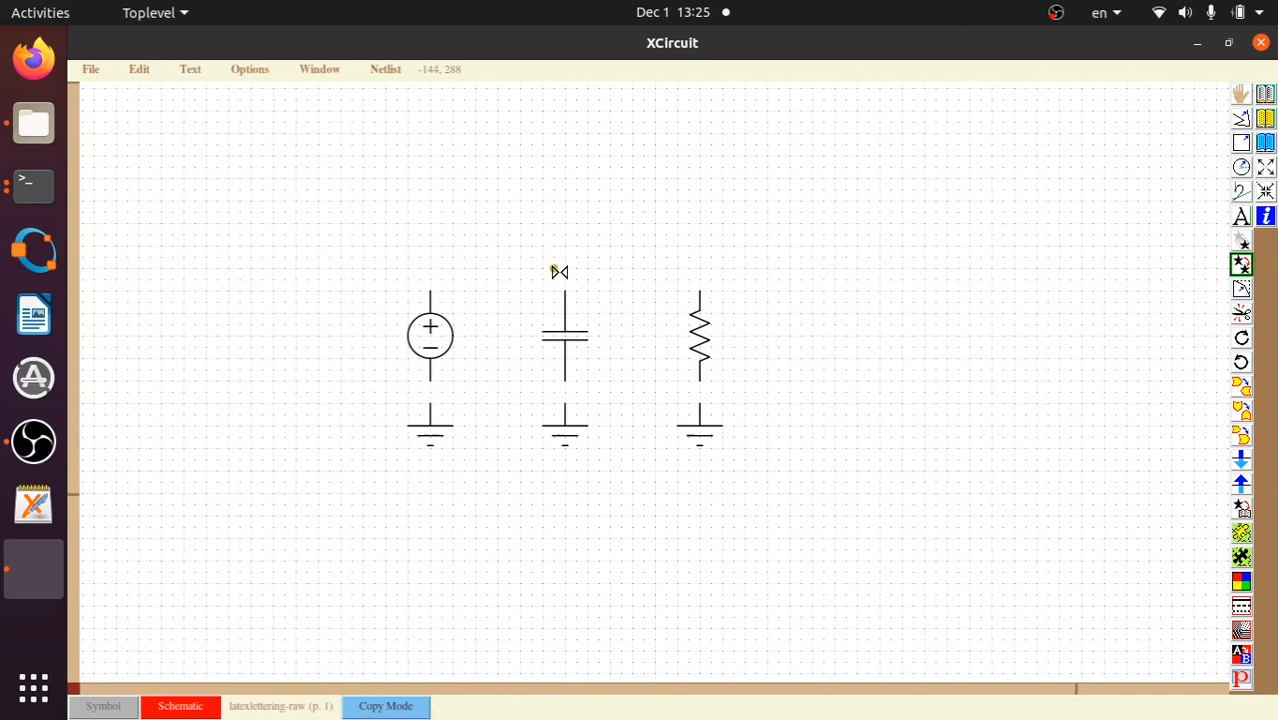 Activities Toplevel Dec 1 13:25 en
XCircuit
File Edit Text Options Window Netlist -144, 288
Symbol Schematic latexlettering-raw (p. 1) Copy Mode